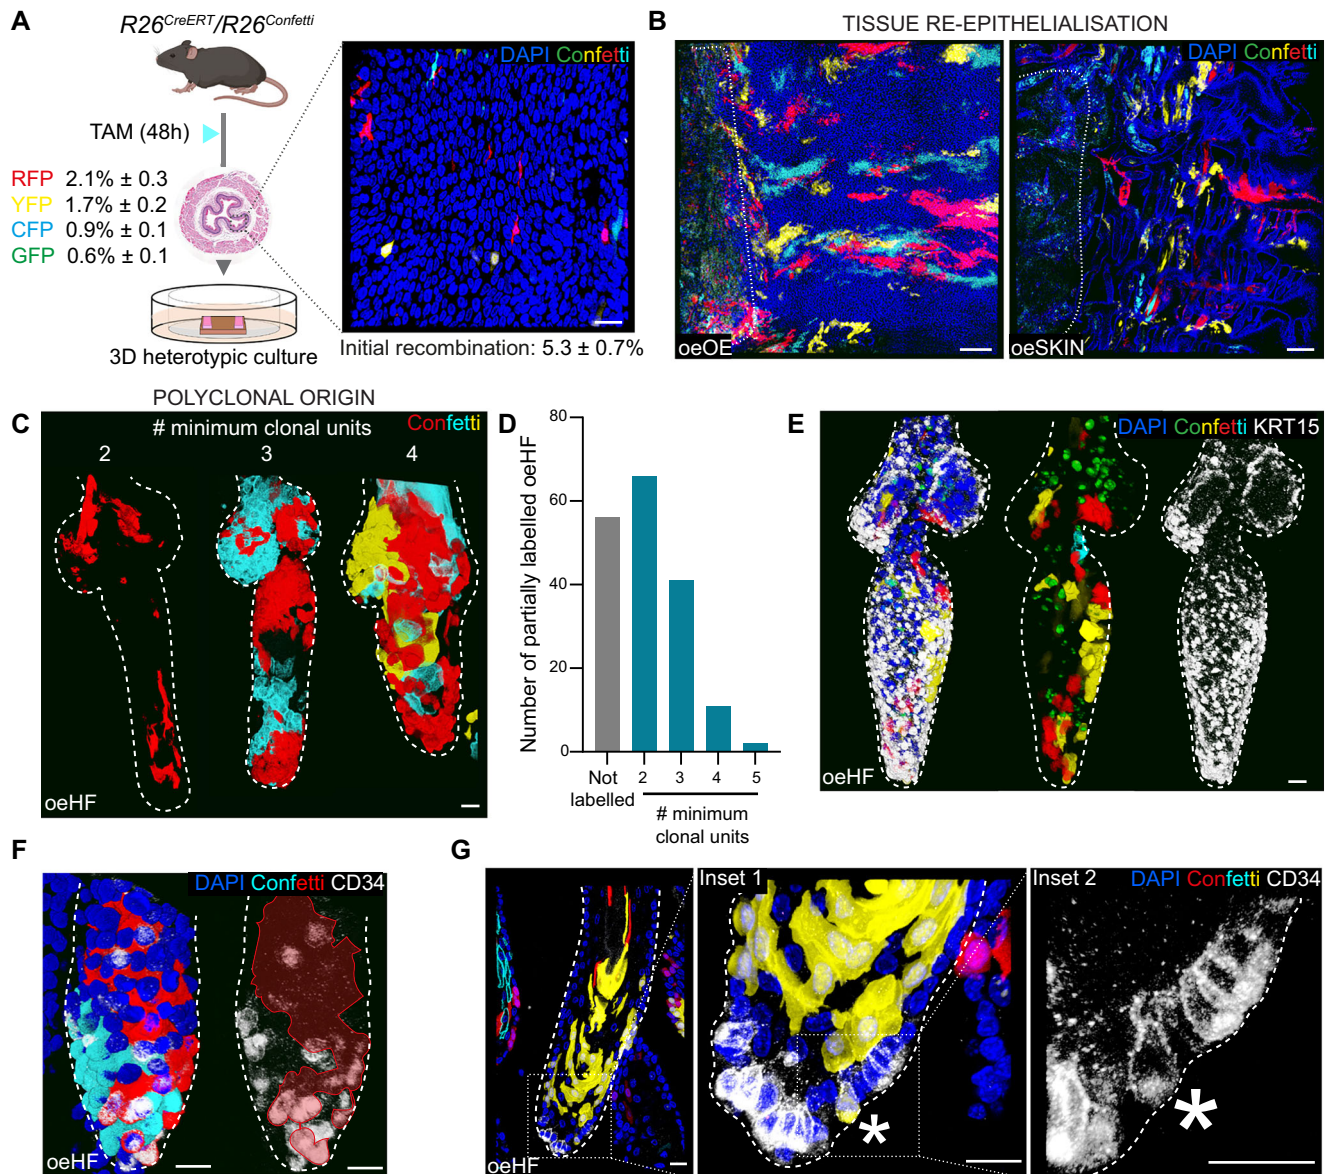 A
R26CreERT/R26Confetti
TAM (48h)
RFP 2.1% ± 0.3
YFP 1.7% ± 0.2
CFP 0.9% ± 0.1
GFP 0.6% ± 0.1
3D heterotypic culture
DAPI Confetti
Initial recombination: 5.3 ± 0.7%
B
TISSUE RE-EPITHELIALISATION
DAPI Confetti
oeOE
oeSKIN
C
POLYCLONAL ORIGIN
# minimum clonal units
Confetti
2 3 4
oeHF
D
Number of partially labelled oeHF
80
60
40
20
0
Not labelled
2 3 4 5
# minimum
clonal units
E
DAPI Confetti KRT15
oeHF
F
DAPI Confetti CD34
oeHF
G
oeHF
Inset 1
*
Inset 2
DAPI Confetti CD34
*